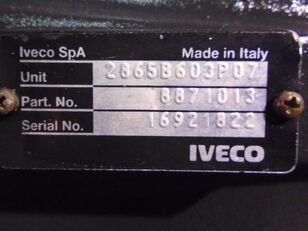 Iveco SpA Made in Italy
Unit 2865B603P07
Part. No. 8871013
Serial No. 16921822
IVECO